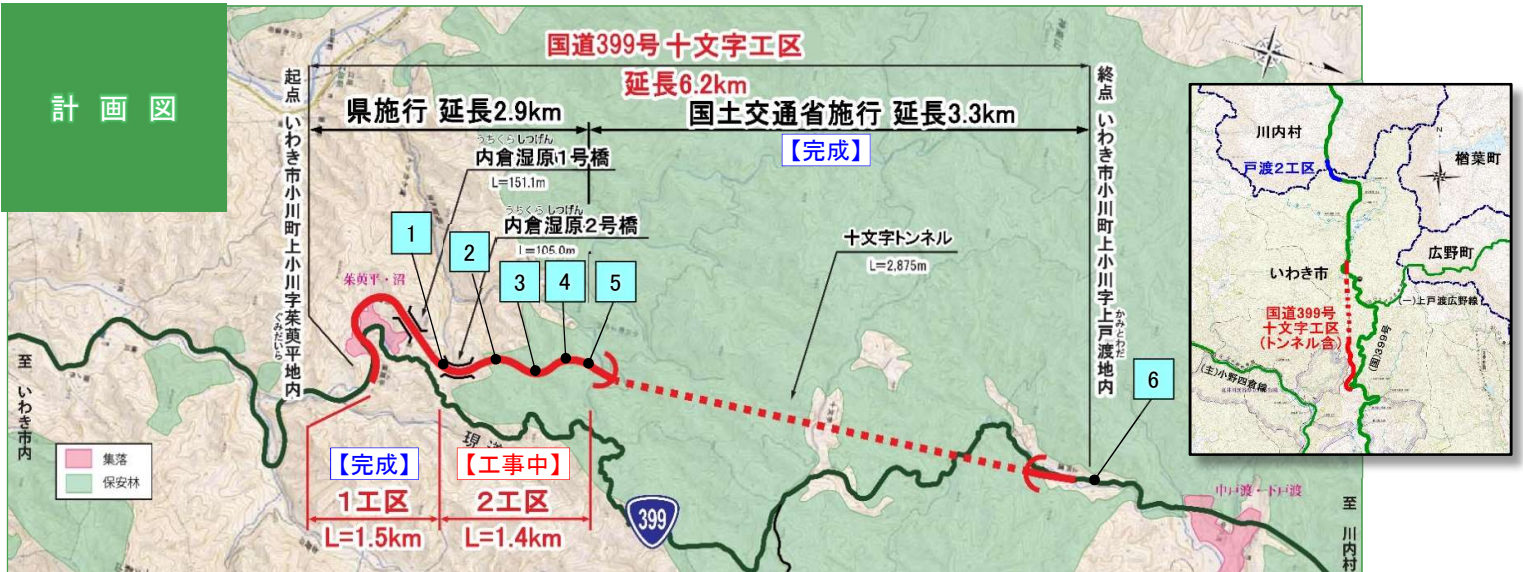 計画図
国道399号 十文字工区
延長6.2km
県施行 延長2.9km
国土交通省施行 延長3.3km
【完成】
起点 いわき市小川町上小川字茱萸平地内
ぐみだいら
終点 いわき市小川町上小川字上戸渡地内
かみとわだ
うちくらしつげん
内倉湿原1号橋
L=151.1m
うちくらしつげん
内倉湿原2号橋
L=105.0m
十文字トンネル
L=2,875m
茱萸平・沼
1
2
3
4
5
6
至 いわき市内
集落
保安林
【完成】
【工事中】
1工区
2工区
L=1.5km
L=1.4km
399
中戸渡・下戸渡
至 川内村
川内村
戸渡2工区
楢葉町
広野町
いわき市
(一)上戸渡広野線
国道399号
十文字工区
(トンネル含)
(国)399号
(主)小野四倉線